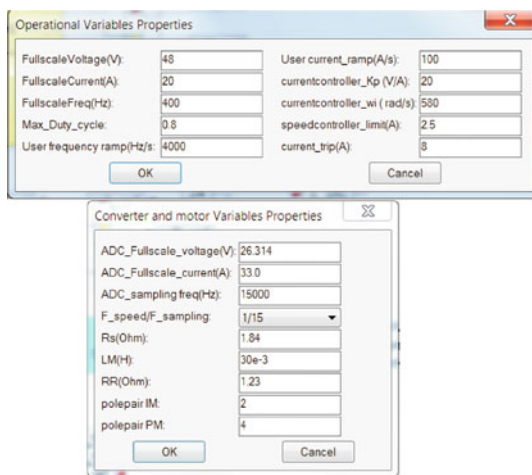 Operational Variables Properties
FullscaleVoltage(V): 48 User current_ramp(A/s): 100
FullscaleCurrent(A): 20 currentcontroller_Kp (V/A): 20
FullscaleFreq(Hz): 400 currentcontroller_wi ( rad/s): 580
Max_Duty_cycle: 0.8 speedcontroller_limit(A): 2.5
User frequency ramp(Hz/s: 4000 current_trip(A): 8
OK Cancel
Converter and motor Variables Properties
ADC_Fullscale_voltage(V): 26.314
ADC_Fullscale_current(A): 33.0
ADC_sampling freq(Hz): 15000
F_speed/F_sampling: 1/15
Rs(Ohm): 1.84
LM(H): 30e-3
RR(Ohm): 1.23
polepair IM: 2
polepair PM: 4
OK Cancel